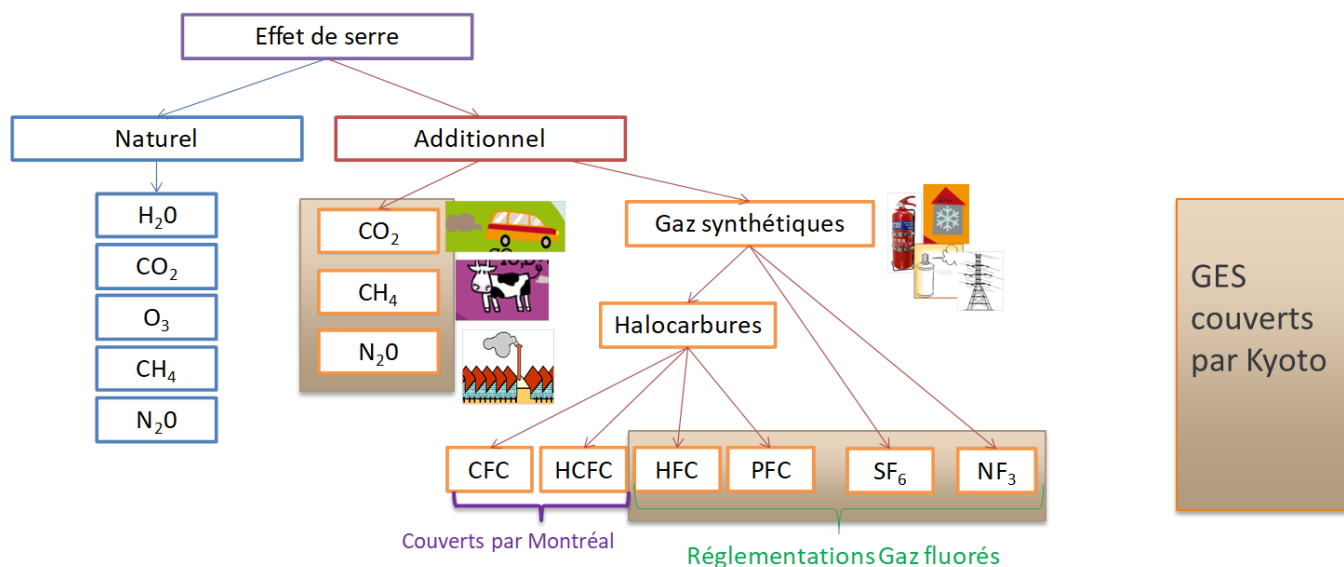 Effet de serre
Naturel
Additionnel
H₂0
CO₂
O₃
CH₄
N₂0
CO₂
CH₄
N₂0
Gaz synthétiques
Halocarbures
CFC
HCFC
HFC
PFC
SF₆
NF₃
Couverts par Montréal
Réglementations Gaz fluorés
GES
couverts
par Kyoto